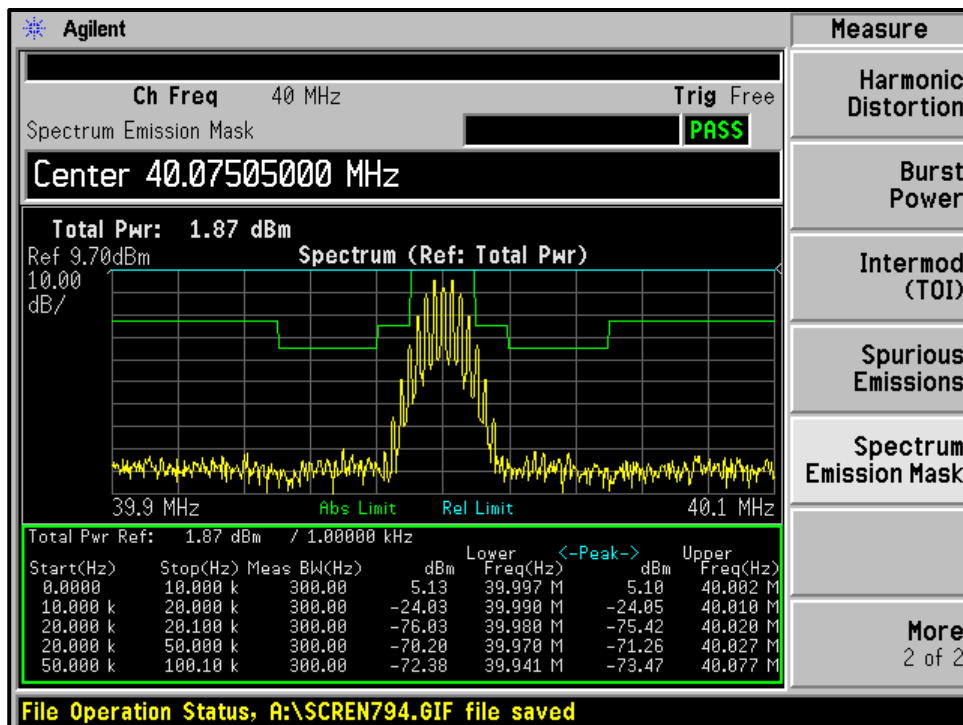 Agilent
Measure
Ch Freq 40 MHz Trig Free
Spectrum Emission Mask PASS
Center 40.07505000 MHz
Total Pwr: 1.87 dBm
Ref 9.70dBm Spectrum (Ref: Total Pwr)
10.00
dB/
39.9 MHz Abs Limit Rel Limit 40.1 MHz
Total Pwr Ref: 1.87 dBm / 1.00000 kHz
Lower <-Peak-> Upper
Start(Hz) Stop(Hz) Meas BW(Hz) dBm Freq(Hz) dBm Freq(Hz)
0.0000 10.000 k 300.00 5.13 39.997 M 5.10 40.002 M
10.000 k 20.000 k 300.00 -24.03 39.990 M -24.05 40.010 M
20.000 k 20.100 k 300.00 -76.03 39.980 M -75.42 40.020 M
20.000 k 50.000 k 300.00 -70.20 39.970 M -71.26 40.027 M
50.000 k 100.10 k 300.00 -72.38 39.941 M -73.47 40.077 M
Harmonic
Distortion
Burst
Power
Intermod
(TOI)
Spurious
Emissions
Spectrum
Emission Mask
More
2 of 2
File Operation Status, A:\SCREN794.GIF file saved